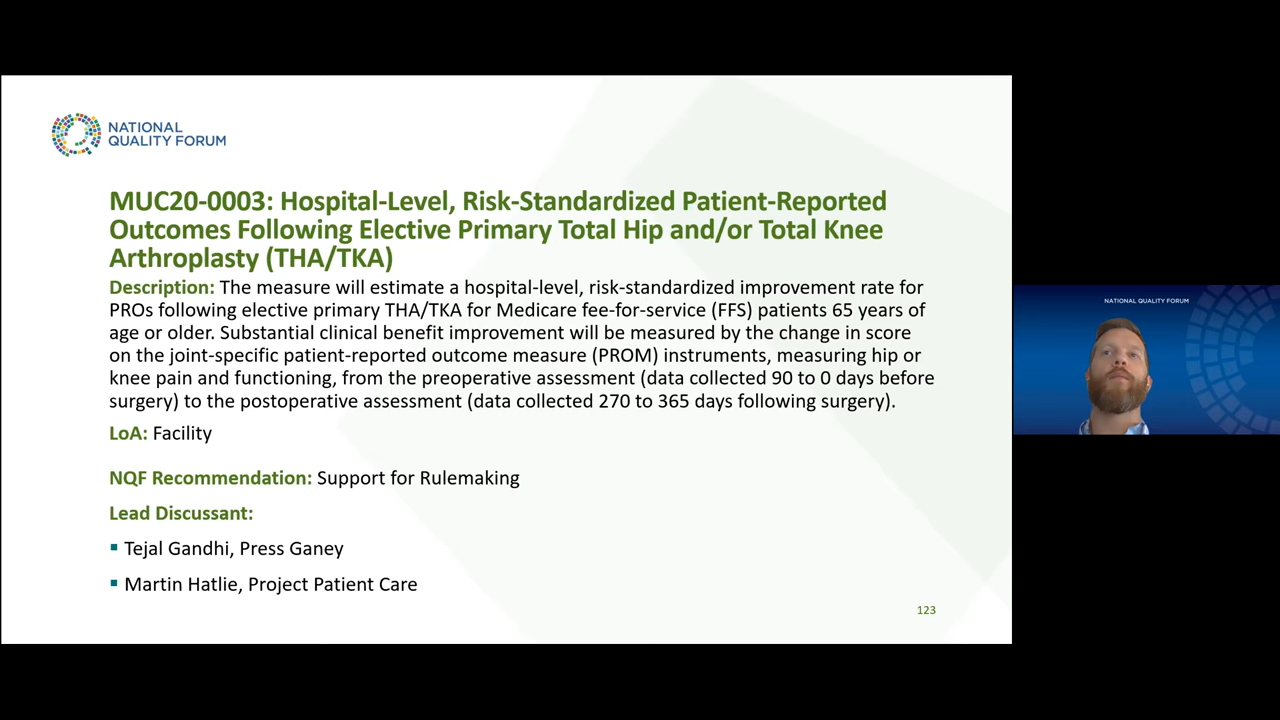 NATIONAL
QUALITY FORUM
MUC20-0003: Hospital-Level, Risk-Standardized Patient-Reported
Outcomes Following Elective Primary Total Hip and/or Total Knee
Arthroplasty (THA/TKA)
Description: The measure will estimate a hospital-level, risk-standardized improvement rate for
PROs following elective primary THA/TKA for Medicare fee-for-service (FFS) patients 65 years of
age or older. Substantial clinical benefit improvement will be measured by the change in score
on the joint-specific patient-reported outcome measure (PROM) instruments, measuring hip or
knee pain and functioning, from the preoperative assessment (data collected 90 to 0 days before
surgery) to the postoperative assessment (data collected 270 to 365 days following surgery).
LoA: Facility
NQF Recommendation: Support for Rulemaking
Lead Discussant:
▪ Tejal Gandhi, Press Ganey
▪ Martin Hatlie, Project Patient Care
123
NATIONAL QUALITY FORUM